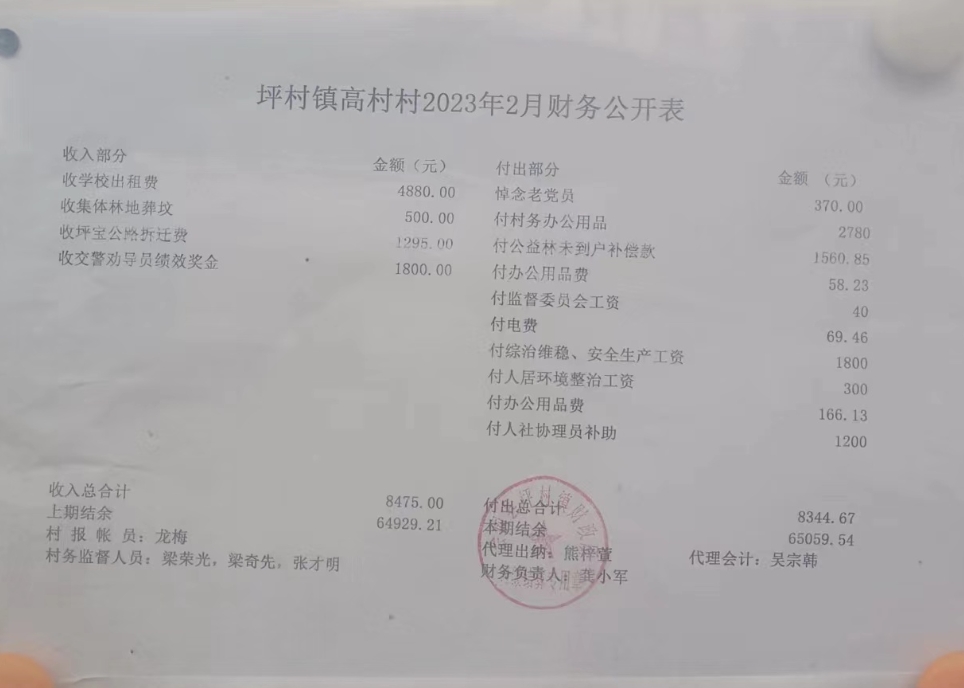 坪村镇高村村2023年2月财务公开表
收入部分 金额（元） 付出部分 金额 （元）
收学校出租费 4880.00 悼念老党员 370.00
收集体林地葬坟 500.00 付村务办公用品 2780
收坪宝公路拆迁费 1295.00 付公益林未到户补偿款 1560.85
收交警劝导员绩效奖金 1800.00 付办公用品费 58.23
付监督委员会工资 40
付电费 69.46
付综治维稳、安全生产工资 1800
付人居环境整治工资 300
付办公用品费 166.13
付人社协理员补助 1200
收入总合计 8475.00 付出总合计 8344.67
上期结余 64929.21 本期结余 65059.54
村 报 帐 员：龙梅 代理出纳：熊梓萱 代理会计：吴宗韩
村务监督人员：梁荣光，梁奇先，张才明 财务负责人：龚小军